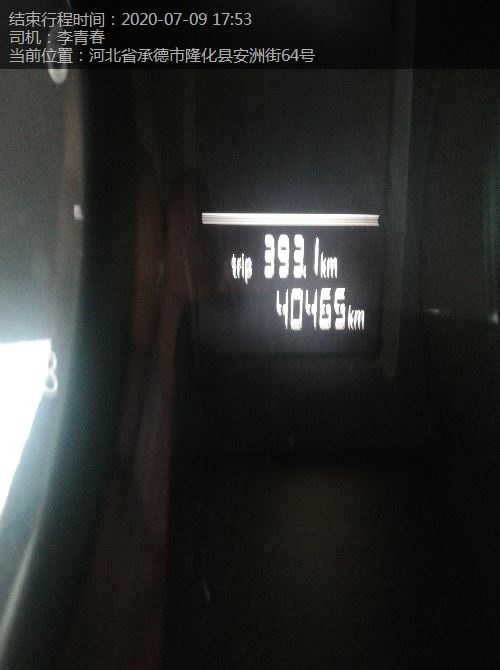 结束行程时间：2020-07-09 17:53
司机：李青春
当前位置：河北省承德市隆化县安洲街64号
trip 393.1km
40465km
8